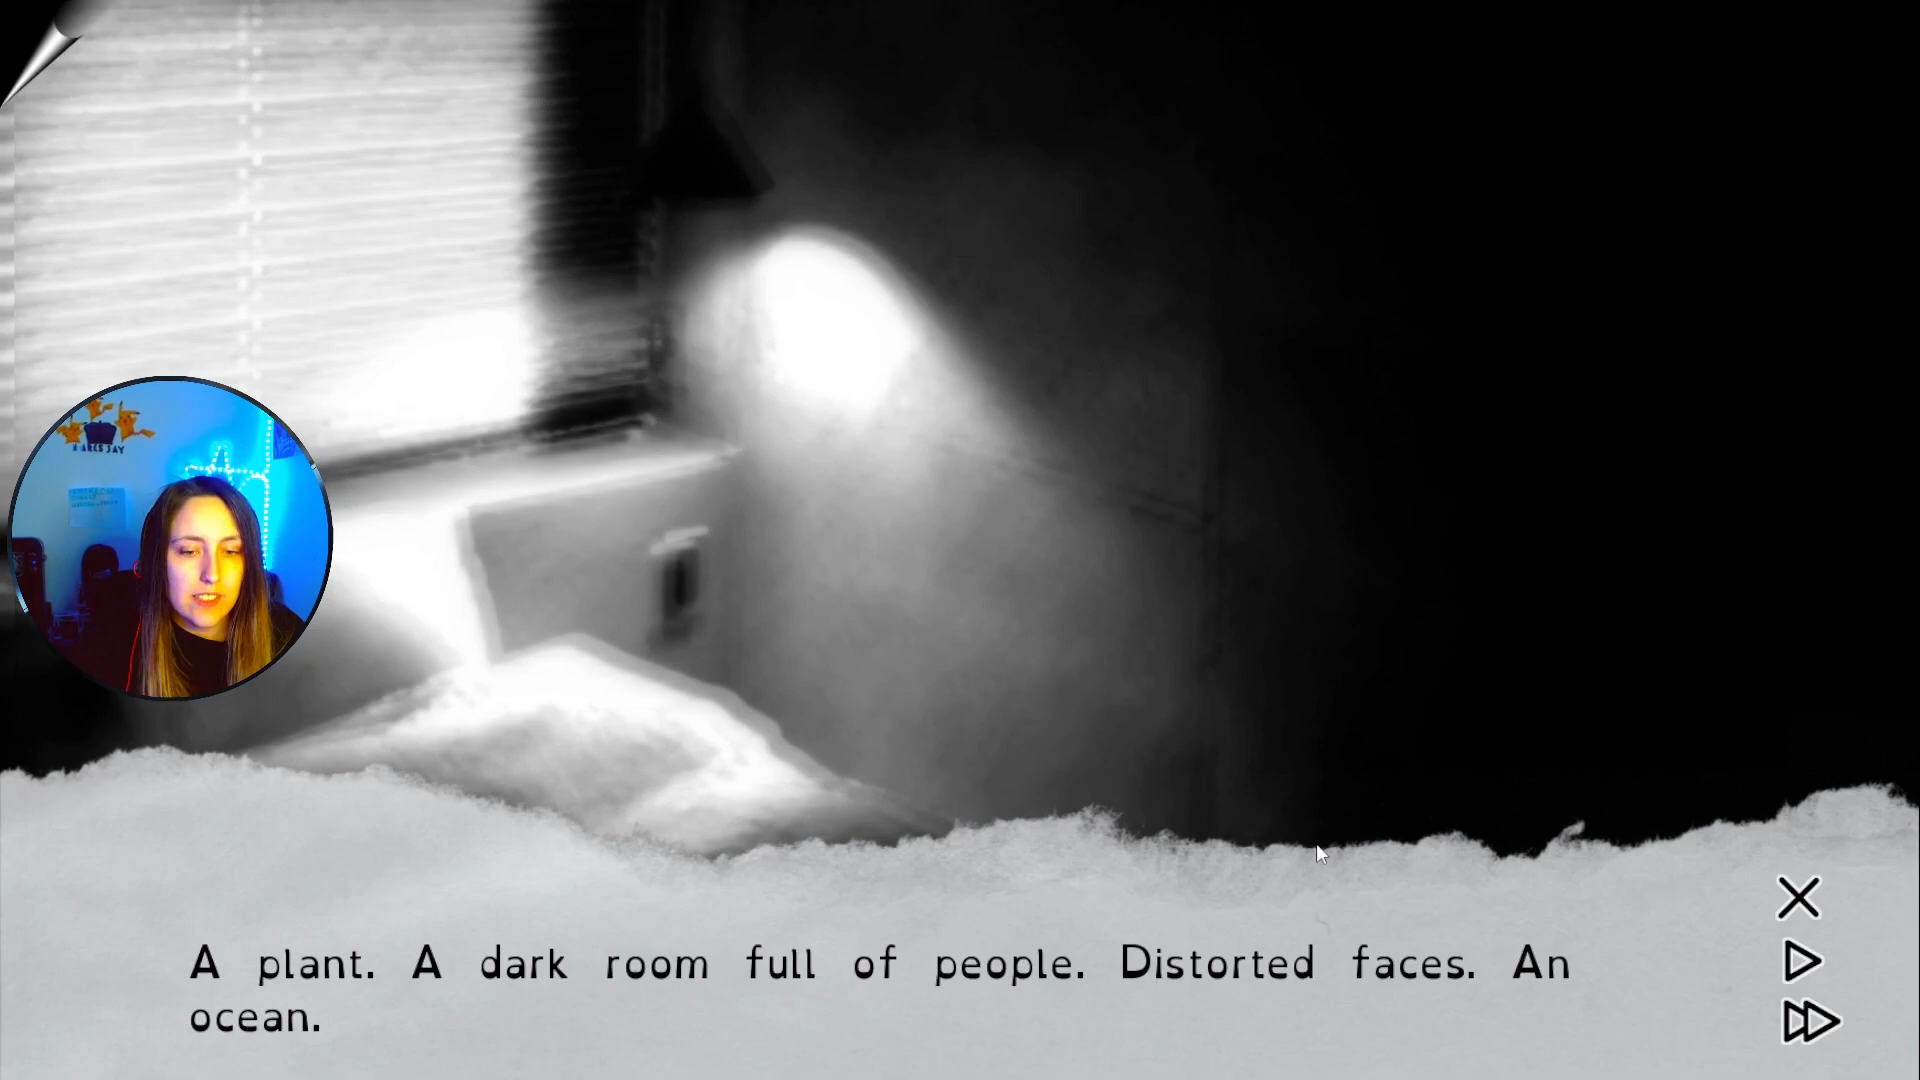 A plant. A dark room full of people. Distorted faces. An
ocean.